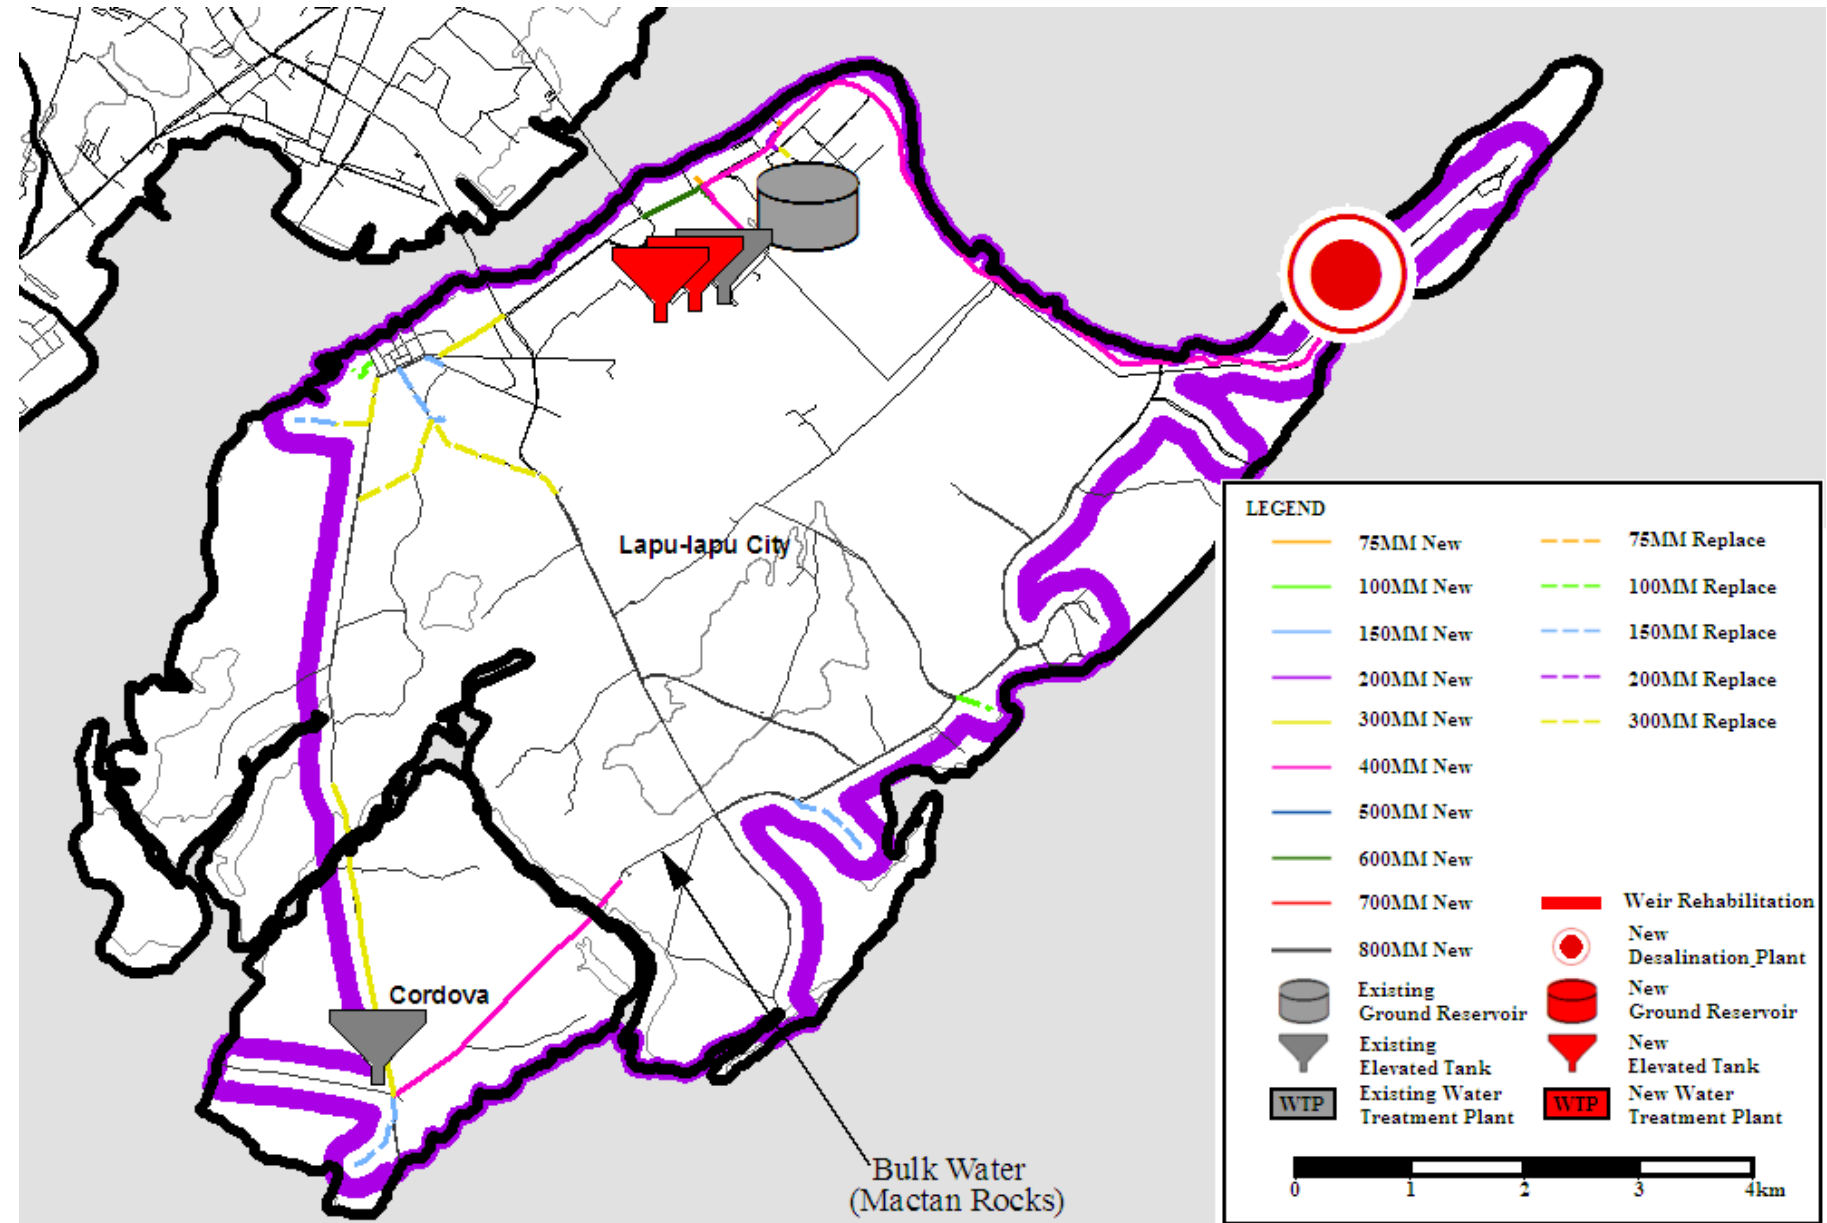 Lapu-lapu City
Cordova
Bulk Water
(Mactan Rocks)
LEGEND
75MM New
75MM Replace
100MM New
100MM Replace
150MM New
150MM Replace
200MM New
200MM Replace
300MM New
300MM Replace
400MM New
500MM New
600MM New
700MM New
Weir Rehabilitation
800MM New
New
Desalination_Plant
Existing
Ground Reservoir
New
Ground Reservoir
Existing
Elevated Tank
New
Elevated Tank
WTP
Existing Water
Treatment Plant
WTP
New Water
Treatment Plant
0 1 2 3 4km